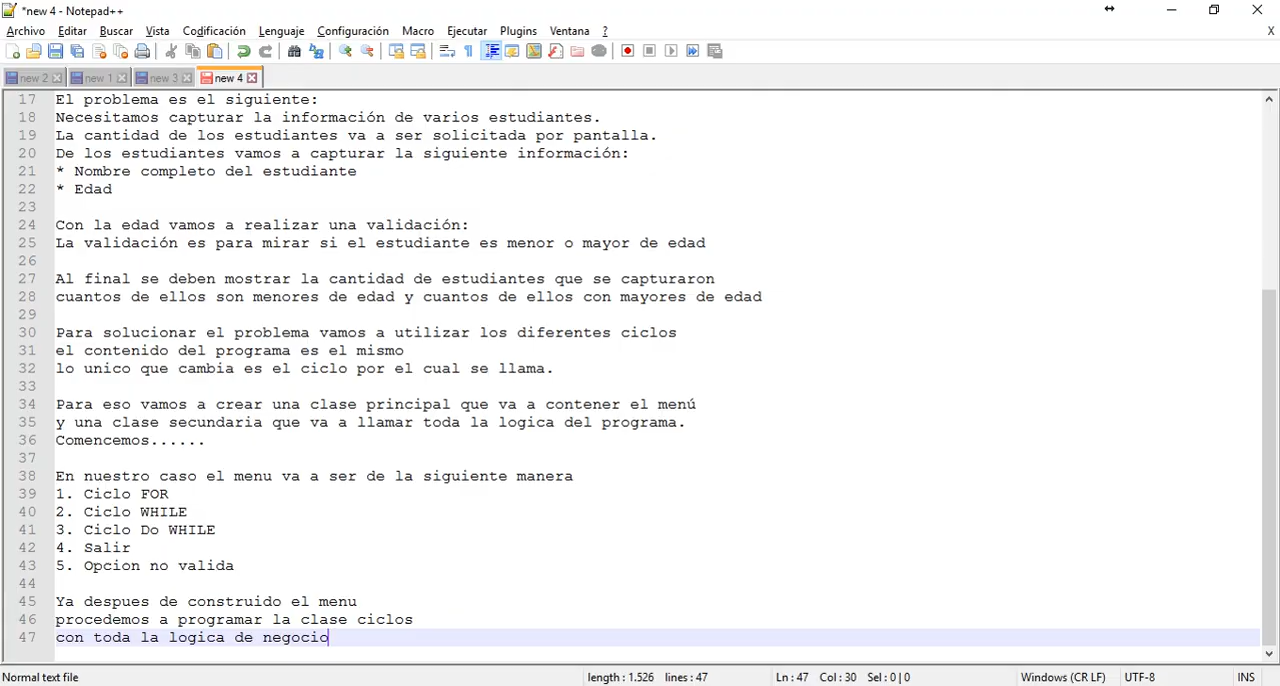 *new 4 - Notepad++
Archivo Editar Buscar Vista Codificación Lenguaje Configuración Macro Ejecutar Plugins Ventana ? X
new 2 new 1 new 3 new 4
17 El problema es el siguiente:
18 Necesitamos capturar la información de varios estudiantes.
19 La cantidad de los estudiantes va a ser solicitada por pantalla.
20 De los estudiantes vamos a capturar la siguiente información:
21 * Nombre completo del estudiante
22 * Edad
23
24 Con la edad vamos a realizar una validación:
25 La validación es para mirar si el estudiante es menor o mayor de edad
26
27 Al final se deben mostrar la cantidad de estudiantes que se capturaron
28 cuantos de ellos son menores de edad y cuantos de ellos con mayores de edad
29
30 Para solucionar el problema vamos a utilizar los diferentes ciclos
31 el contenido del programa es el mismo
32 lo unico que cambia es el ciclo por el cual se llama.
33
34 Para eso vamos a crear una clase principal que va a contener el menú
35 y una clase secundaria que va a llamar toda la logica del programa.
36 Comencemos......
37
38 En nuestro caso el menu va a ser de la siguiente manera
39 1. Ciclo FOR
40 2. Ciclo WHILE
41 3. Ciclo Do WHILE
42 4. Salir
43 5. Opcion no valida
44
45 Ya despues de construido el menu
46 procedemos a programar la clase ciclos
47 con toda la logica de negocio
Normal text file length : 1.526 lines : 47 Ln : 47 Col : 30 Sel : 0 | 0 Windows (CR LF) UTF-8 INS